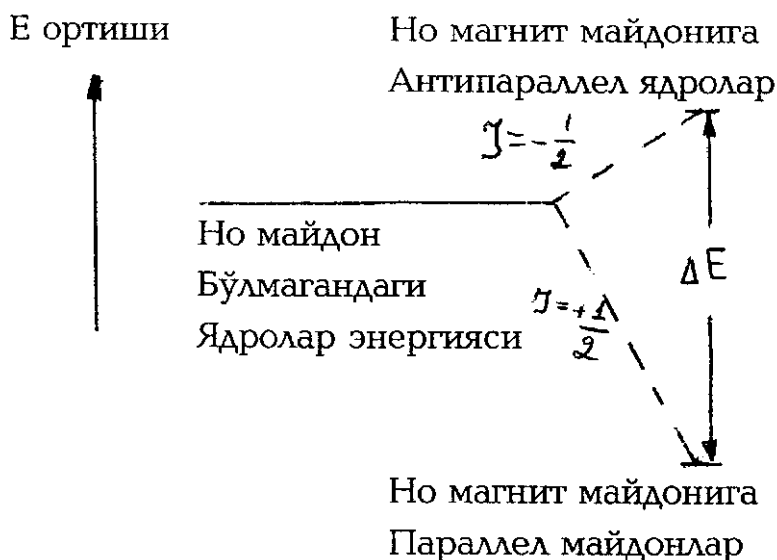 Е ортиши
Но магнит майдонига
Антипараллел ядролар
J = - 1/2
Но майдон
Бўлмагандаги
Ядролар энергияси
ΔE
J = +1/2
Но магнит майдонига
Параллел майдонлар